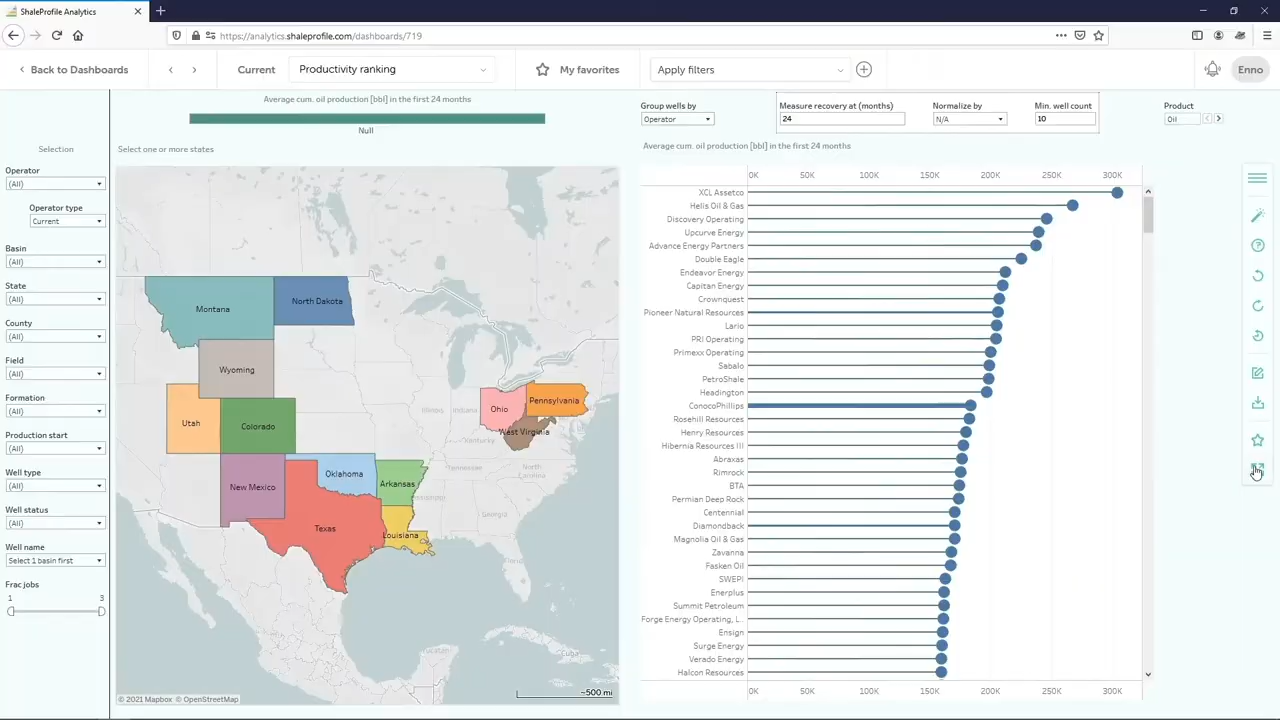 ShaleProfile Analytics
https://analytics.shaleprofile.com/dashboards/719
Back to Dashboards
Current
Productivity ranking
My favorites
Apply filters
Enno
Average cum. oil production [bbl] in the first 24 months
Null
Group wells by
Operator
Measure recovery at (months)
24
Normalize by
N/A
Min. well count
10
Product
Oil
Selection
Operator
(All)
Operator type
Current
Basin
(All)
State
(All)
County
(All)
Field
(All)
Formation
(All)
Production start
(All)
Well type
(All)
Well status
(All)
Well name
Select 1 basin first
Frac jobs
1
3
Select one or more states
Montana
North Dakota
Wyoming
Utah
Colorado
New Mexico
Oklahoma
Texas
Arkansas
Louisiana
Ohio
Pennsylvania
West Virginia
Illinois
Indiana
Kentucky
Tennessee
North
Carolina
Georgia
© 2021 Mapbox © OpenStreetMap
~500 mi
Average cum. oil production [bbl] in the first 24 months
0K 50K 100K 150K 200K 250K 300K
XCL Assetco
Helis Oil & Gas
Discovery Operating
Upcurve Energy
Advance Energy Partners
Double Eagle
Endeavor Energy
Capitan Energy
Crownquest
Pioneer Natural Resources
Lario
PRI Operating
Primexx Operating
Sabalo
PetroShale
Headington
ConocoPhillips
Rosehill Resources
Henry Resources
Hibernia Resources III
Abraxas
Rimrock
BTA
Permian Deep Rock
Centennial
Diamondback
Magnolia Oil & Gas
Zavanna
Fasken Oil
SWEPI
Enerplus
Summit Petroleum
Forge Energy Operating, L..
Ensign
Surge Energy
Verado Energy
Halcon Resources
0K 50K 100K 150K 200K 250K 300K